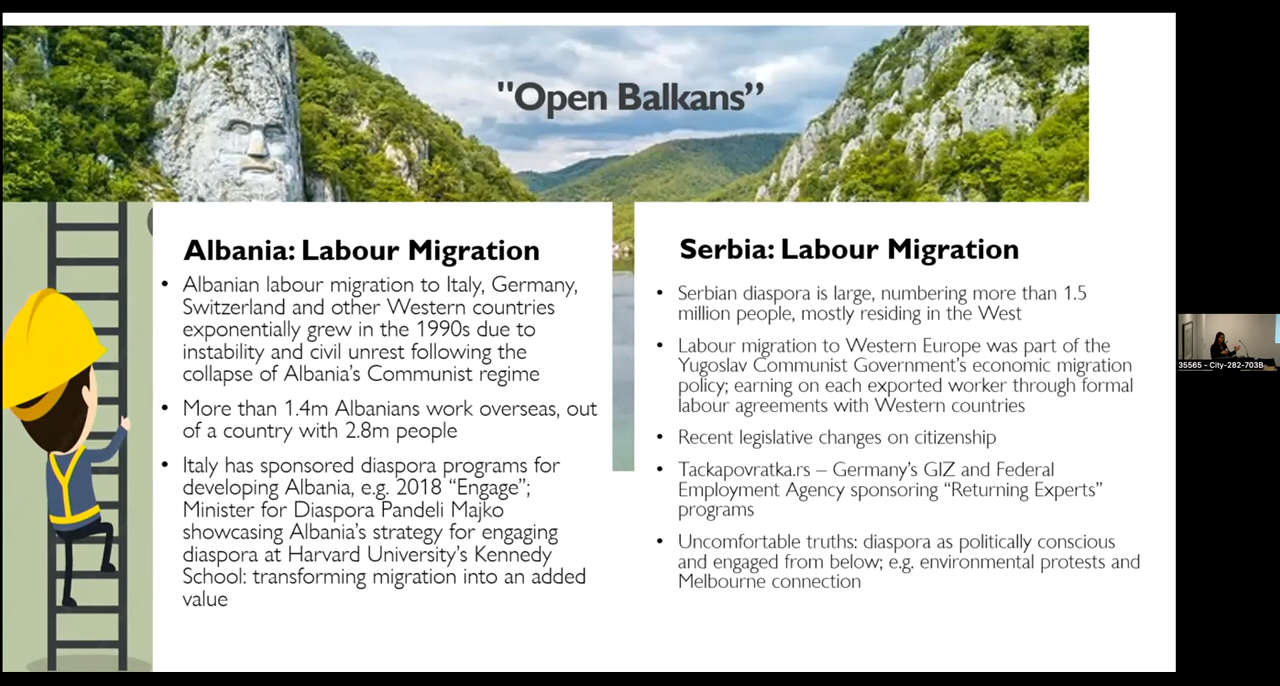 "Open Balkans”
Albania: Labour Migration
• Albanian labour migration to Italy, Germany,
Switzerland and other Western countries
exponentially grew in the 1990s due to
instability and civil unrest following the
collapse of Albania’s Communist regime
• More than 1.4m Albanians work overseas, out
of a country with 2.8m people
• Italy has sponsored diaspora programs for
developing Albania, e.g. 2018 “Engage”;
Minister for Diaspora Pandeli Majko
showcasing Albania’s strategy for engaging
diaspora at Harvard University’s Kennedy
School: transforming migration into an added
value
Serbia: Labour Migration
• Serbian diaspora is large, numbering more than 1.5
million people, mostly residing in the West
• Labour migration to Western Europe was part of the
Yugoslav Communist Government’s economic migration
policy; earning on each exported worker through formal
labour agreements with Western countries
• Recent legislative changes on citizenship
• Tackapovratka.rs – Germany’s GIZ and Federal
Employment Agency sponsoring “Returning Experts”
programs
• Uncomfortable truths: diaspora as politically conscious
and engaged from below; e.g. environmental protests and
Melbourne connection
35565 - City-282-703B